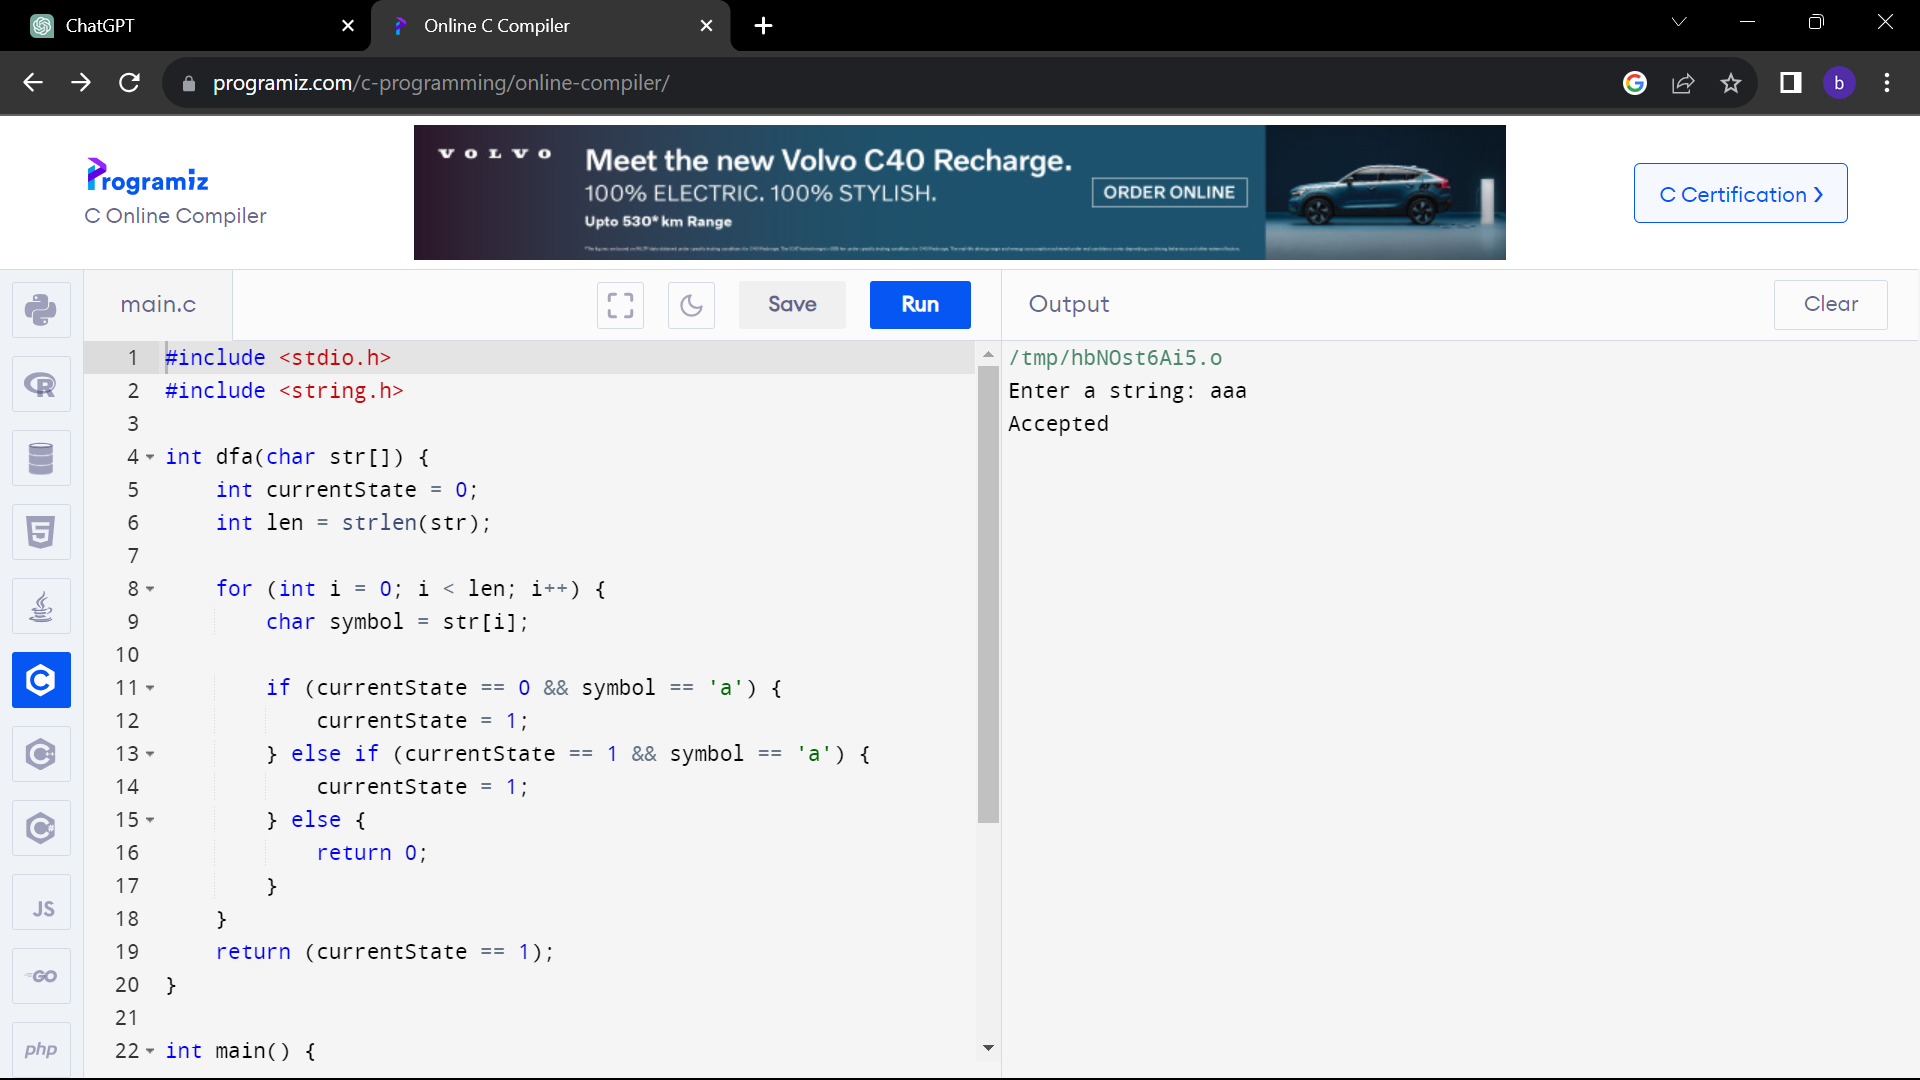 ChatGPT
Online C Compiler
programiz.com/c-programming/online-compiler/
b
Programiz
C Online Compiler
VOLVO
Meet the new Volvo C40 Recharge.
100% ELECTRIC. 100% STYLISH.
Upto 530* km Range
ORDER ONLINE
C Certification
main.c
Save
Run
Output
Clear
1 #include <stdio.h>
2 #include <string.h>
3
4 int dfa(char str[]) {
5 int currentState = 0;
6 int len = strlen(str);
7
8 for (int i = 0; i < len; i++) {
9 char symbol = str[i];
10
11 if (currentState == 0 && symbol == 'a') {
12 currentState = 1;
13 } else if (currentState == 1 && symbol == 'a') {
14 currentState = 1;
15 } else {
16 return 0;
17 }
18 }
19 return (currentState == 1);
20 }
21
22 int main() {
/tmp/hbNOst6Ai5.o
Enter a string: aaa
Accepted
R
5
C
C
C#
JS
GO
php